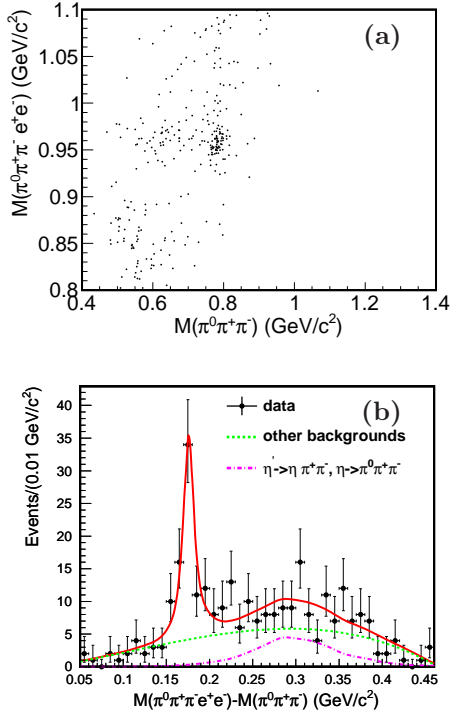 (a)
M(π⁰π⁺π⁻ e⁺e⁻) (GeV/c²)
1.1
1
0.95
0.9
0.85
0.8
0.4 0.6 0.8 1 1.2 1.4
M(π⁰π⁺π⁻) (GeV/c²)
(b)
Events/(0.01 GeV/c²)
40
35
30
25
20
15
10
5
0
data
other backgrounds
η'->η π⁺π⁻, η->π⁰π⁺π⁻
0.05 0.1 0.15 0.2 0.25 0.3 0.35 0.4 0.45
M(π⁰π⁺π⁻e⁺e⁻)-M(π⁰π⁺π⁻) (GeV/c²)